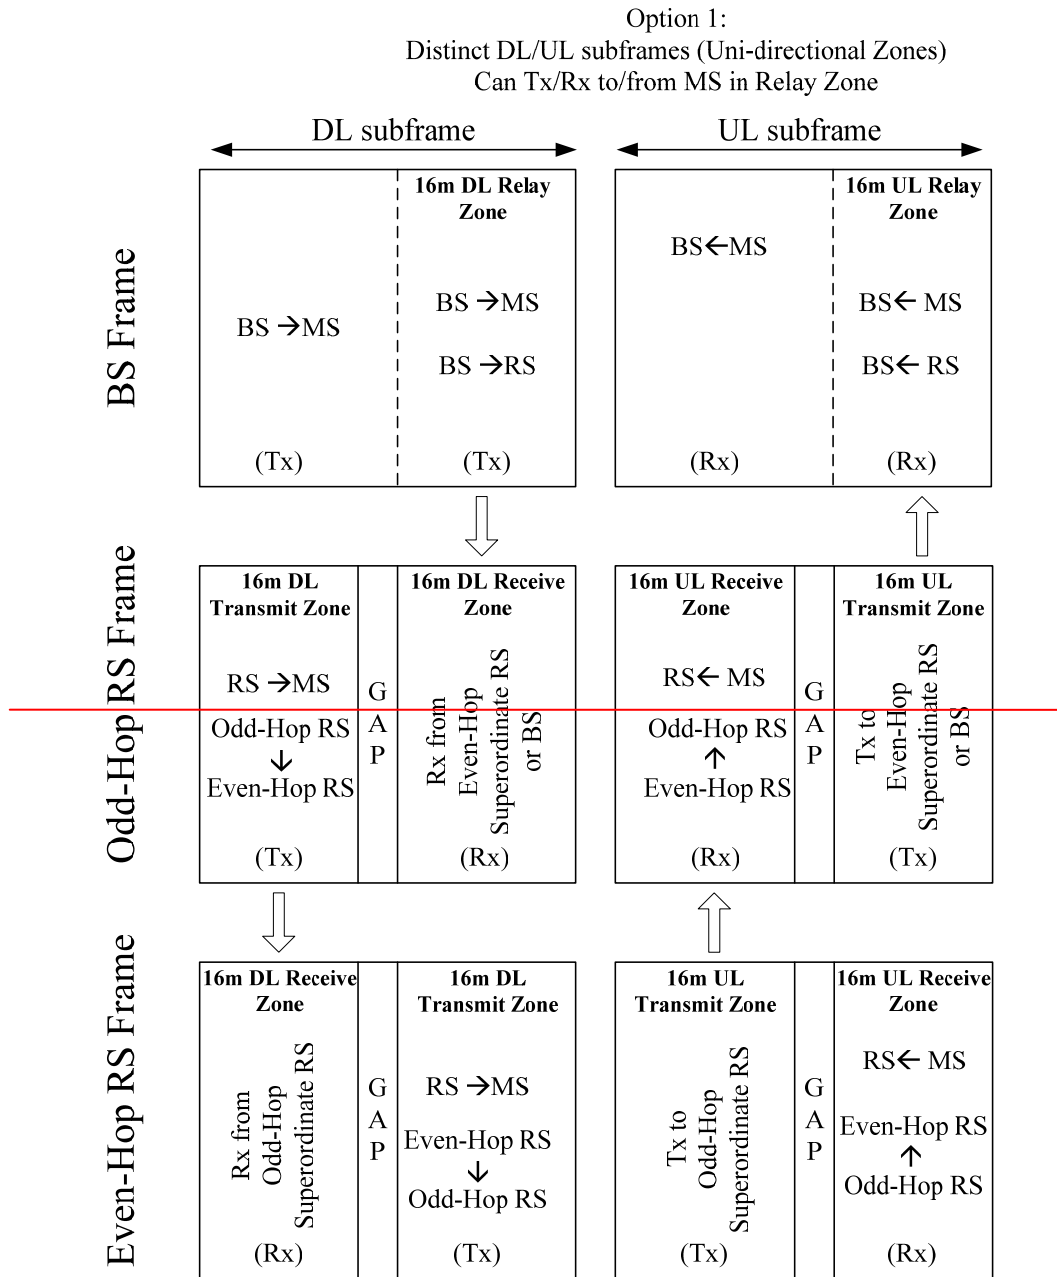 Option 1:
Distinct DL/UL subframes (Uni-directional Zones)
Can Tx/Rx to/from MS in Relay Zone
DL subframe
UL subframe
BS Frame
BS →MS
(Tx)
16m DL Relay
Zone
BS →MS
BS →RS
(Tx)
BS←MS
(Rx)
16m UL Relay
Zone
BS← MS
BS← RS
(Rx)
Odd-Hop RS Frame
16m DL
Transmit Zone
RS →MS
Odd-Hop RS
↓
Even-Hop RS
(Tx)
G
A
P
16m DL Receive
Zone
Rx from
Even-Hop
Superordinate RS
or BS
(Rx)
16m UL Receive
Zone
RS← MS
Odd-Hop RS
↑
Even-Hop RS
(Rx)
G
A
P
16m UL
Transmit Zone
Tx to
Even-Hop
Superordinate RS
or BS
(Tx)
Even-Hop RS Frame
16m DL Receive
Zone
Rx from
Odd-Hop
Superordinate RS
(Rx)
G
A
P
16m DL
Transmit Zone
RS →MS
Even-Hop RS
↓
Odd-Hop RS
(Tx)
16m UL
Transmit Zone
Tx to
Odd-Hop
Superordinate RS
(Tx)
G
A
P
16m UL Receive
Zone
RS← MS
Even-Hop RS
↑
Odd-Hop RS
(Rx)